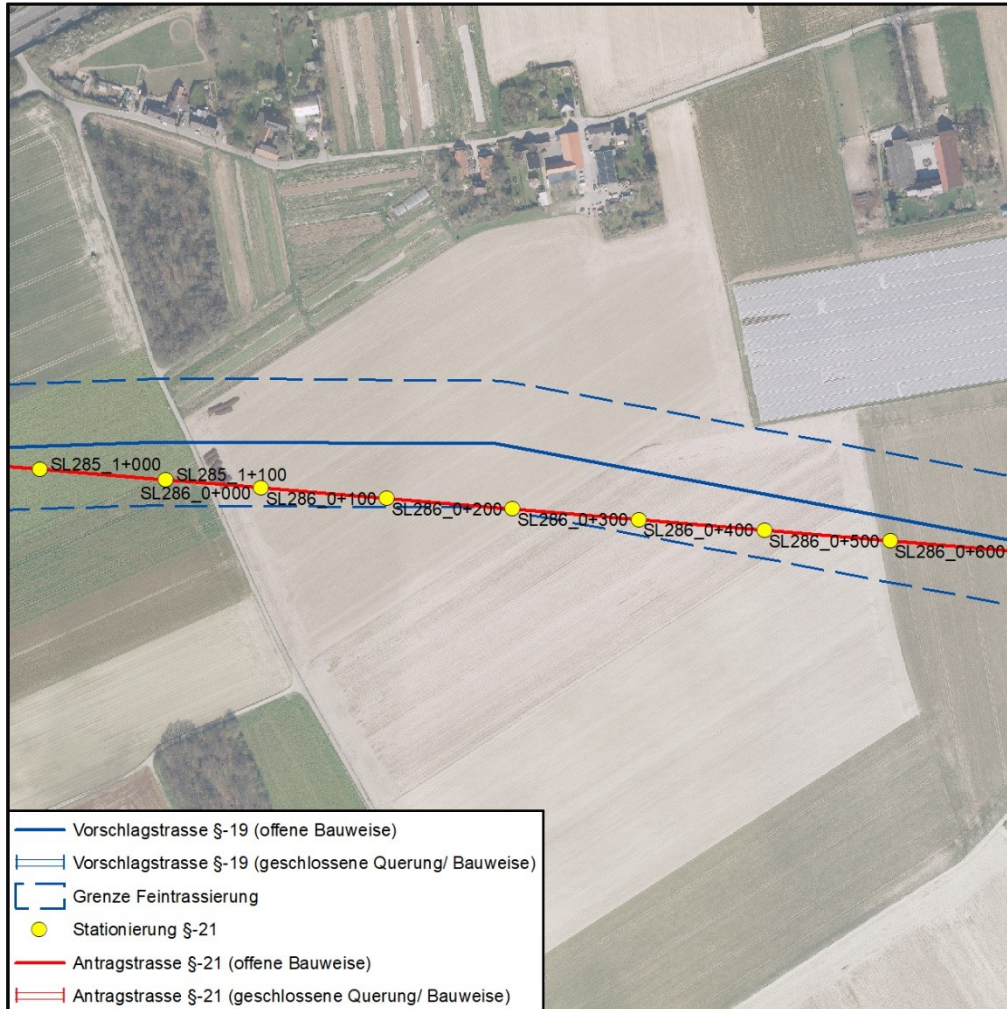 SL285_1+000
SL285_1+100
SL286_0+000
SL286_0+100
SL286_0+200
SL286_0+300
SL286_0+400
SL286_0+500
SL286_0+600
Vorschlagstrasse §-19 (offene Bauweise)
Vorschlagstrasse §-19 (geschlossene Querung/ Bauweise)
Grenze Feintrassierung
Stationierung §-21
Antragstrasse §-21 (offene Bauweise)
Antragstrasse §-21 (geschlossene Querung/ Bauweise)